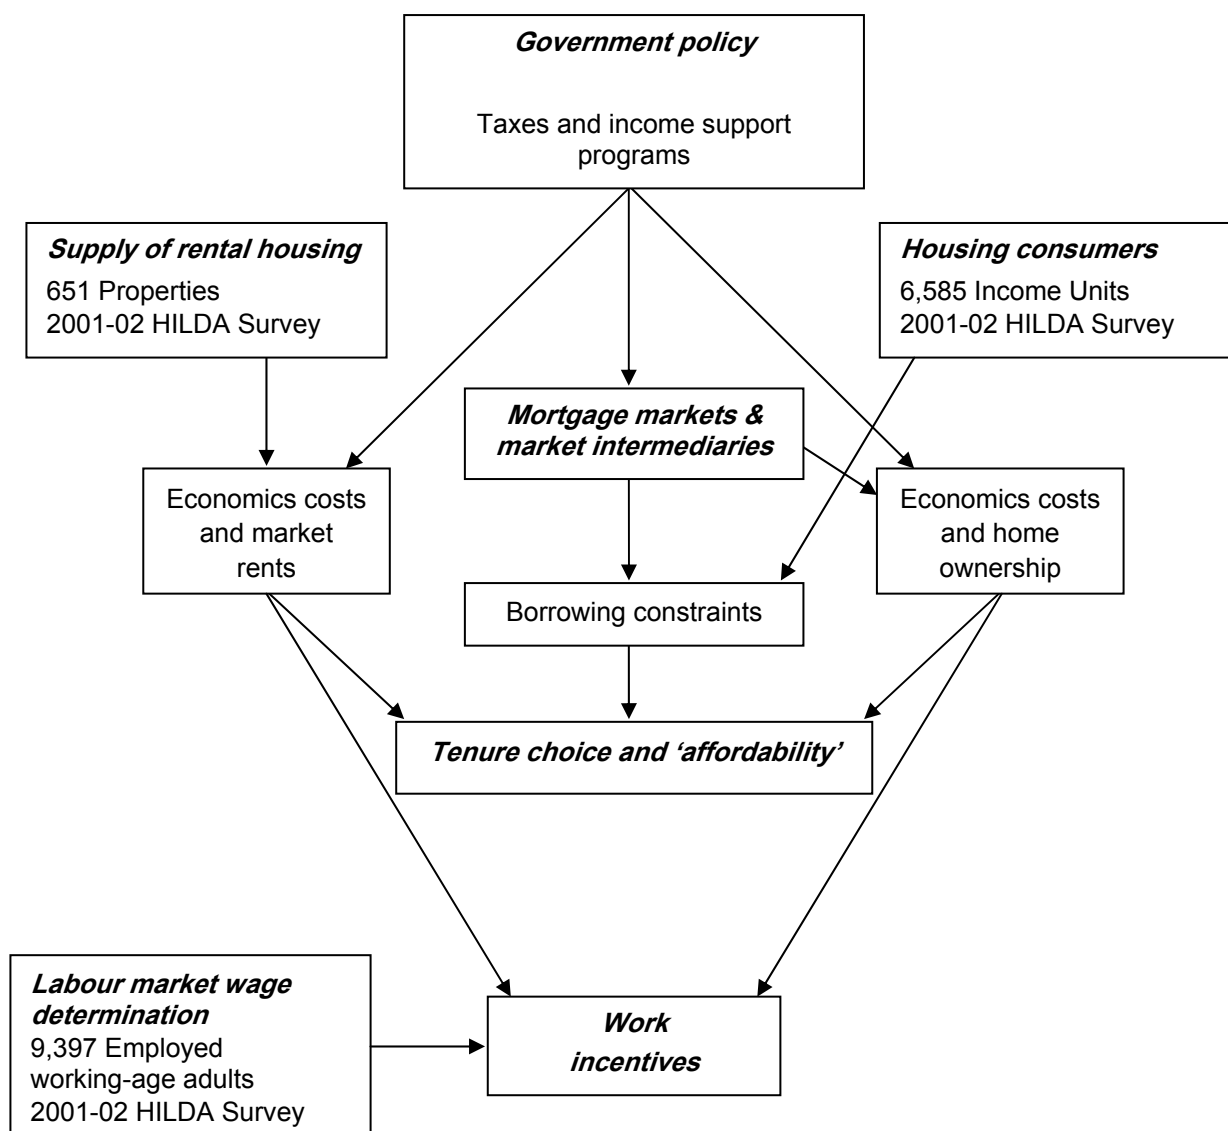 Government policy
Taxes and income support
programs
Supply of rental housing
651 Properties
2001-02 HILDA Survey
Housing consumers
6,585 Income Units
2001-02 HILDA Survey
Mortgage markets &
market intermediaries
Economics costs
and market
rents
Economics costs
and home
ownership
Borrowing constraints
Tenure choice and ‘affordability’
Labour market wage
determination
9,397 Employed
working-age adults
2001-02 HILDA Survey
Work
incentives